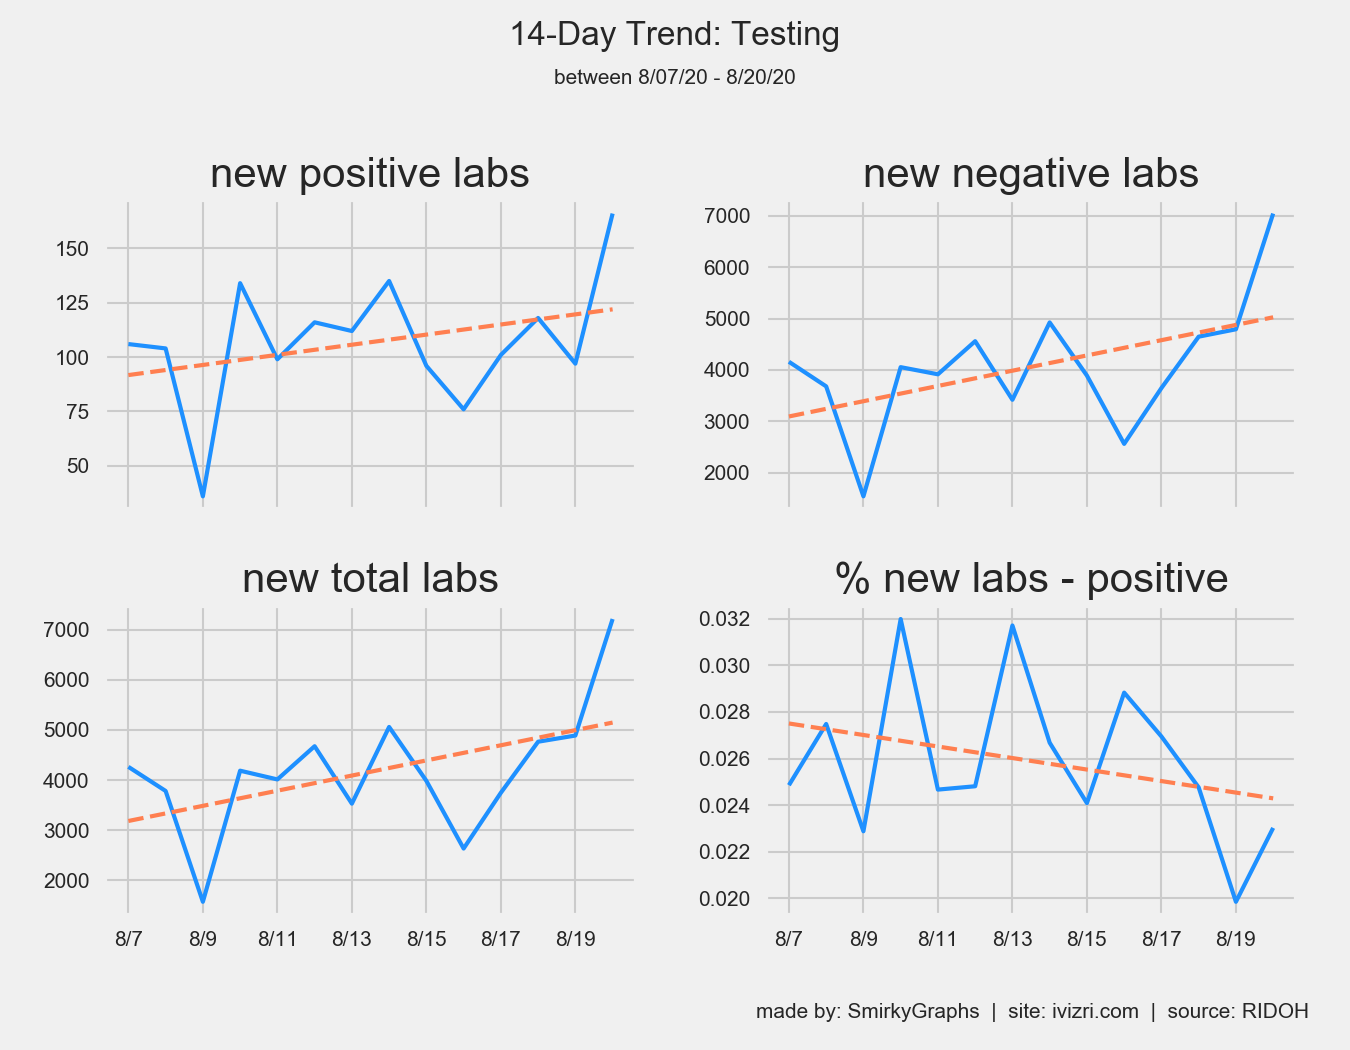 14-Day Trend: Testing
between 8/07/20 - 8/20/20
new positive labs
150
125
100
75
50
new negative labs
7000
6000
5000
4000
3000
2000
new total labs
7000
6000
5000
4000
3000
2000
8/7 8/9 8/11 8/13 8/15 8/17 8/19
% new labs - positive
0.032
0.030
0.028
0.026
0.024
0.022
0.020
8/7 8/9 8/11 8/13 8/15 8/17 8/19
made by: SmirkyGraphs | site: ivizri.com | source: RIDOH